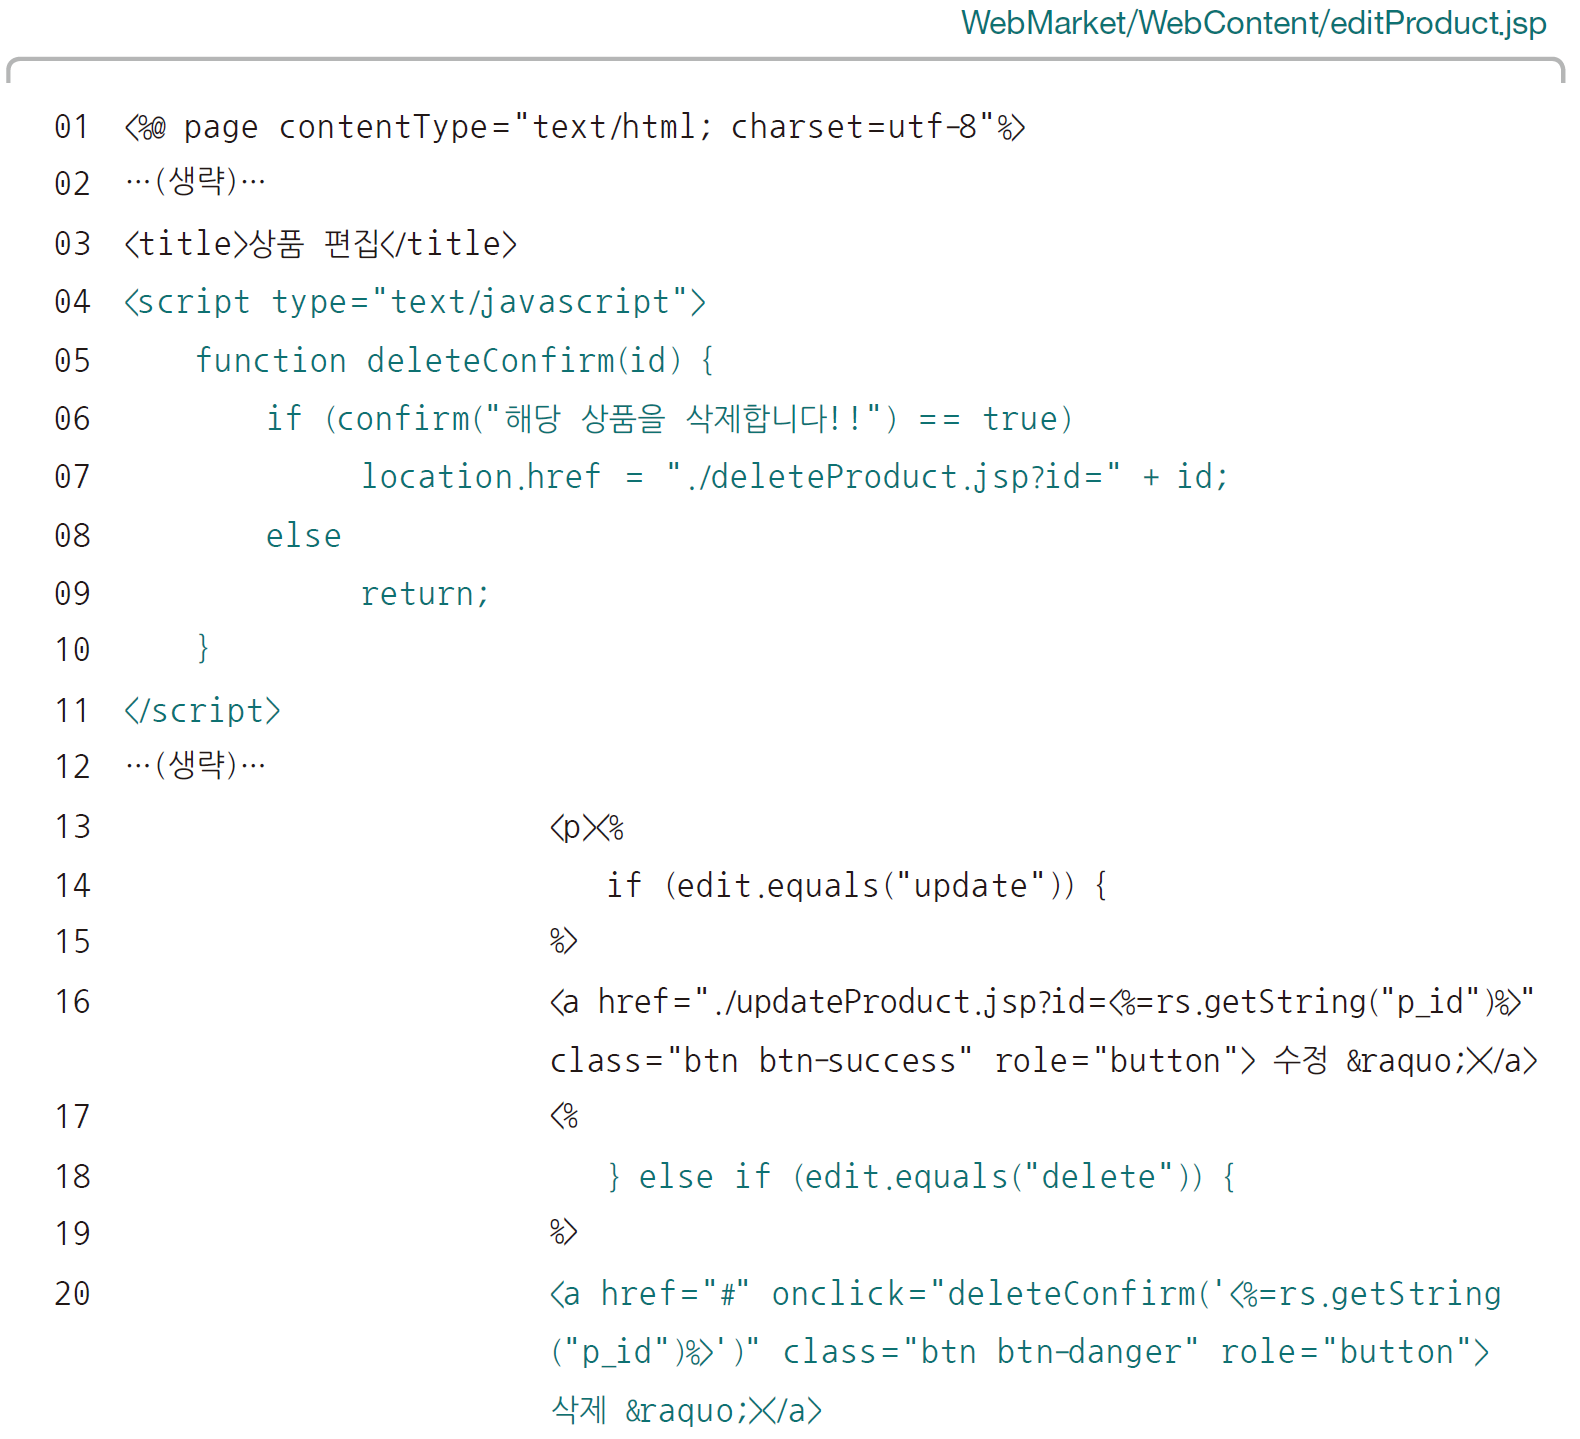 WebMarket/WebContent/editProduct.jsp
01 <%@ page contentType="text/html; charset=utf-8"%>
02 …(생략)…
03 <title>상품 편집</title>
04 <script type="text/javascript">
05 function deleteConfirm(id) {
06 if (confirm("해당 상품을 삭제합니다!!") == true)
07 location.href = "./deleteProduct.jsp?id=" + id;
08 else
09 return;
10 }
11 </script>
12 …(생략)…
13 <p><%
14 if (edit.equals("update")) {
15 %>
16 <a href="./updateProduct.jsp?id=<%=rs.getString("p_id")%>"
class="btn btn-success" role="button"> 수정 &raquo;></a>
17 <%
18 } else if (edit.equals("delete")) {
19 %>
20 <a href="#" onclick="deleteConfirm('<%=rs.getString
("p_id")%>')" class="btn btn-danger" role="button">
삭제 &raquo;></a>